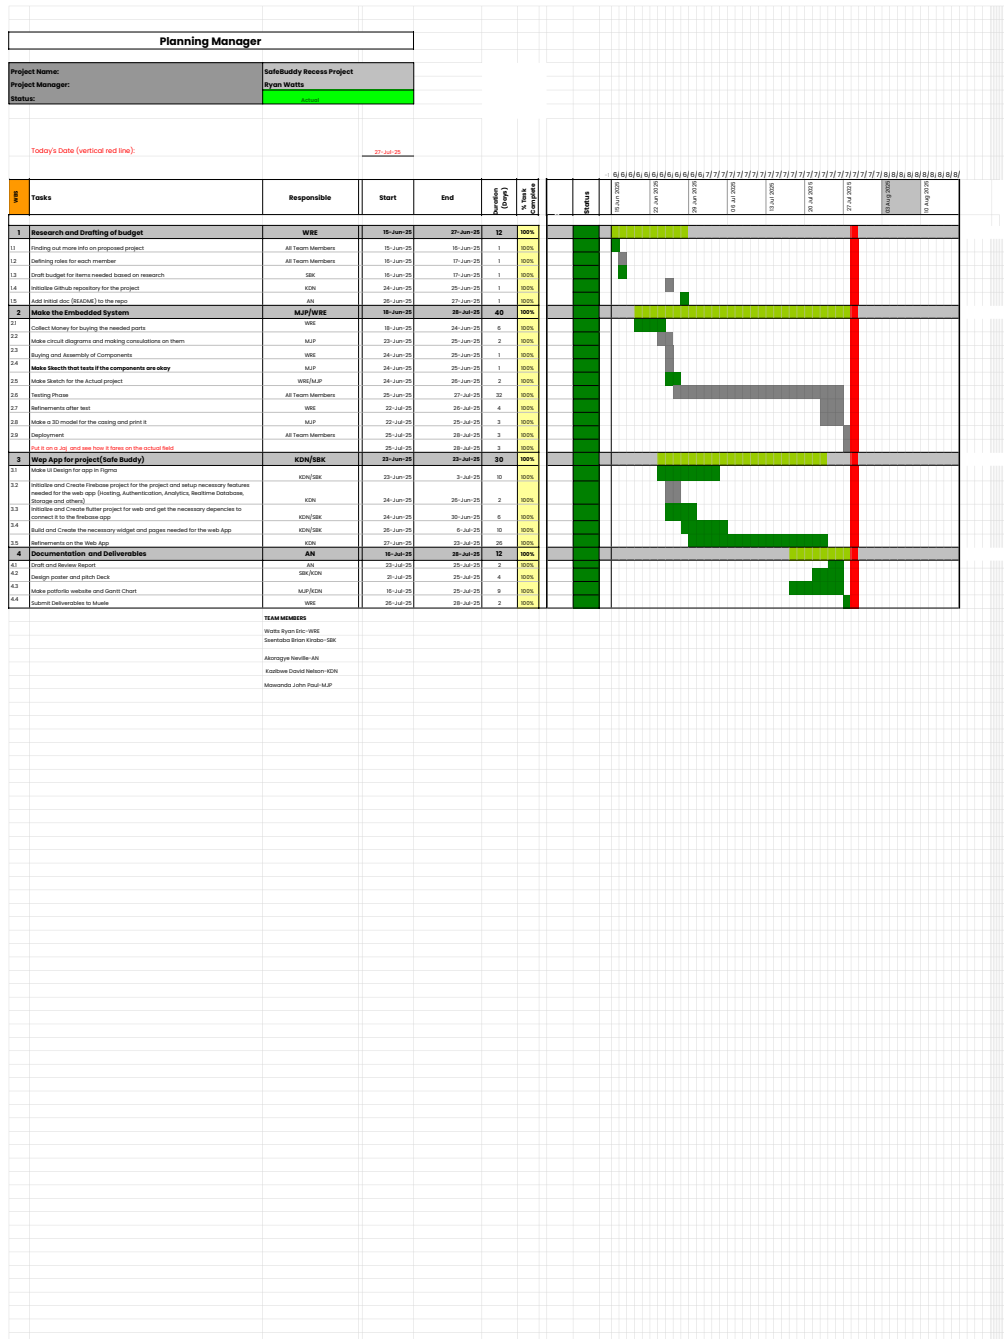 Planning Manager
Project Name: SafeBuddy Recess Project
Project Manager: Ryan Watts
Status: Actual
Today's Date (vertical red line): 27-Jul-25
WBS Tasks Responsible Start End Duration (Days) % Task Complete Status 15 Jun 2025 22 Jun 2025 29 Jun 2025 06 Jul 2025 13 Jul 2025 20 Jul 2025 27 Jul 2025 03 Aug 2025 10 Aug 2025
1 Research and Drafting of budget WRE 15-Jun-25 27-Jun-25 12 100%
1.1 Finding out more info on proposed project All Team Members 15-Jun-25 16-Jun-25 1 100%
1.2 Defining roles for each member All Team Members 16-Jun-25 17-Jun-25 1 100%
1.3 Draft budget for items needed based on research SBK 16-Jun-25 17-Jun-25 1 100%
1.4 Initialize Github repository for the project KDN 24-Jun-25 25-Jun-25 1 100%
1.5 Add Initial doc (README) to the repo AN 26-Jun-25 27-Jun-25 1 100%
2 Make the Embedded System MJP/WRE 18-Jun-25 28-Jul-25 40 100%
2.1 Collect Money for buying the needed parts WRE 18-Jun-25 24-Jun-25 6 100%
2.2 Make circuit diagrams and making consulations on them MJP 23-Jun-25 25-Jun-25 2 100%
2.3 Buying and Assembly of Components WRE 24-Jun-25 25-Jun-25 1 100%
2.4 Make Skecth that tests if the components are okay MJP 24-Jun-25 25-Jun-25 1 100%
2.5 Make Sketch for the Actual project WRE/MJP 24-Jun-25 26-Jun-25 2 100%
2.6 Testing Phase All Team Members 25-Jun-25 27-Jul-25 32 100%
2.7 Refinements after test WRE 22-Jul-25 26-Jul-25 4 100%
2.8 Make a 3D model for the casing and print it MJP 22-Jul-25 25-Jul-25 3 100%
2.9 Deployment All Team Members 25-Jul-25 28-Jul-25 3 100%
Put it on a Jaj, and see how it fares on the actual field 25-Jul-25 28-Jul-25 3 100%
3 Wep App for project(Safe Buddy) KDN/SBK 23-Jun-25 23-Jul-25 30 100%
3.1 Make UI Design for app in Figma KDN/SBK 23-Jun-25 3-Jul-25 10 100%
3.2 Initialize and Create Firebase project for the project and setup necessary features
needed for the web app (Hosting, Authentication, Analytics, Realtime Database,
Storage and others) KDN 24-Jun-25 26-Jun-25 2 100%
3.3 Initialize and Create flutter project for web and get the necessary depencies to
connect it to the firebase app KDN/SBK 24-Jun-25 30-Jun-25 6 100%
3.4 Build and Create the necessary widget and pages needed for the web App KDN/SBK 26-Jun-25 6-Jul-25 10 100%
3.5 Refinements on the Web App KDN 27-Jun-25 23-Jul-25 26 100%
4 Documentation and Deliverables AN 16-Jul-25 28-Jul-25 12 100%
4.1 Draft and Review Report AN 23-Jul-25 25-Jul-25 2 100%
4.2 Design poster and pitch Deck SBK/KDN 21-Jul-25 25-Jul-25 4 100%
4.3 Make potforlio website and Gantt Chart MJP/KDN 16-Jul-25 25-Jul-25 9 100%
4.4 Submit Deliverables to Muele WRE 26-Jul-25 28-Jul-25 2 100%
TEAM MEMBERS
Watts Ryan Eric-WRE
Ssentaba Brian Kirabo-SBK
Akoragye Neville-AN
Kazibwe David Nelson-KDN
Mawanda John Paul-MJP